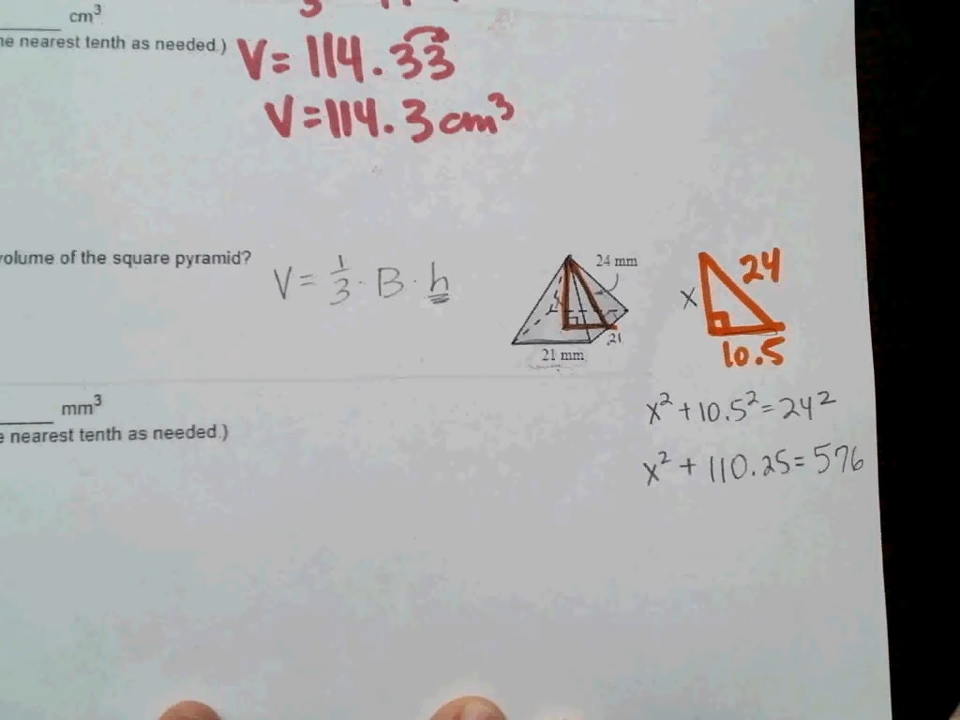 cm³
nearest tenth as needed.)
V = 114.33
V = 114.3 cm³
volume of the square pyramid?
V = 1/3 · B · h
24 mm
21
21 mm
24
x
10.5
x² + 10.5² = 24²
x² + 110.25 = 576
mm³
nearest tenth as needed.)